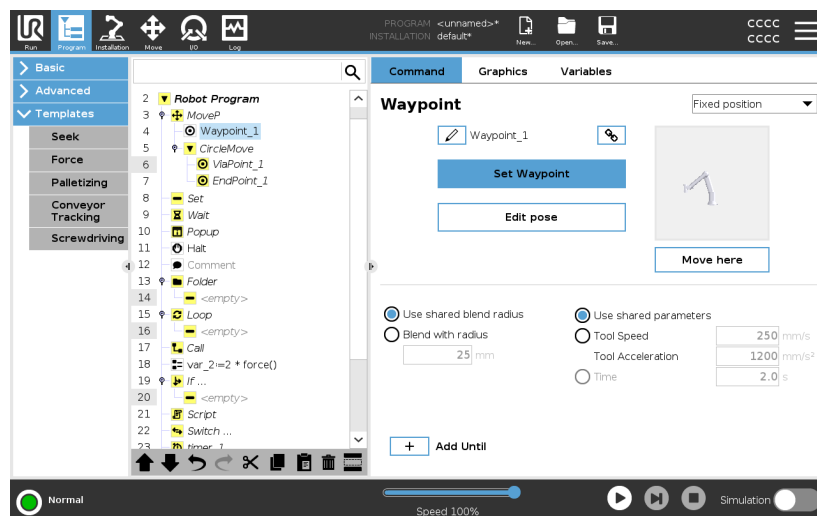 PROGRAM <unnamed>*
INSTALLATION default*
CCCC
CCCC
Run
Program
Installation
Move
I/O
Log
New...
Open...
Save...
Basic
Advanced
Templates
Seek
Force
Palletizing
Conveyor
Tracking
Screwdriving
2 Robot Program
3 MoveP
4 Waypoint_1
5 CircleMove
6 ViaPoint_1
7 EndPoint_1
8 Set
9 Wait
10 Popup
11 Halt
12 Comment
13 Folder
14 <empty>
15 Loop
16 <empty>
17 Call
18 var_2:=2 * force()
19 If ...
20 <empty>
21 Script
22 Switch ...
23 timer_1
Command Graphics Variables
Waypoint
Fixed position
Waypoint_1
Set Waypoint
Edit pose
Move here
Use shared blend radius
Blend with radius
25 mm
Use shared parameters
Tool Speed 250 mm/s
Tool Acceleration 1200 mm/s²
Time 2.0 s
+ Add Until
Normal
Speed 100%
Simulation